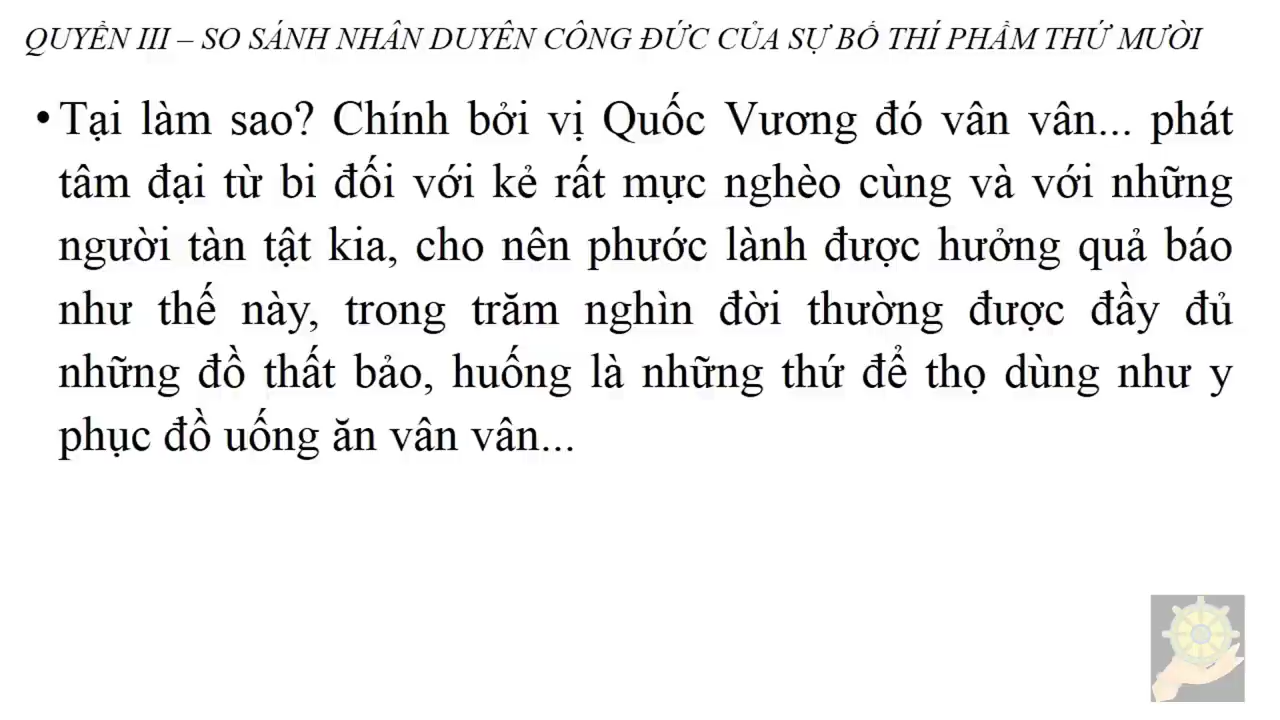 QUYỂN III – SO SÁNH NHÂN DUYÊN CÔNG ĐỨC CỦA SỰ BỐ THÍ PHẨM THỨ MƯỜI
• Tại làm sao? Chính bởi vị Quốc Vương đó vân vân... phát
tâm đại từ bi đối với kẻ rất mực nghèo cùng và với những
người tàn tật kia, cho nên phước lành được hưởng quả báo
như thế này, trong trăm nghìn đời thường được đầy đủ
những đồ thất bảo, huống là những thứ để thọ dùng như y
phục đồ uống ăn vân vân...